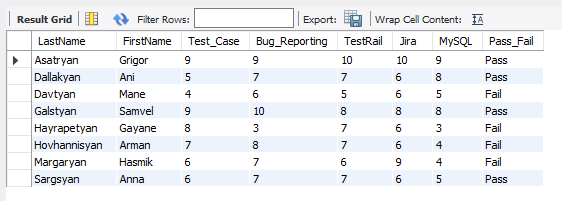 Result Grid Filter Rows: Export: Wrap Cell Content:
LastName FirstName Test_Case Bug_Reporting TestRail Jira MySQL Pass_Fail
Asatryan Grigor 9 9 10 10 9 Pass
Dallakyan Ani 5 7 7 6 8 Pass
Davtyan Mane 4 6 5 6 5 Fail
Galstyan Samvel 9 10 8 8 8 Pass
Hayrapetyan Gayane 8 3 7 6 3 Fail
Hovhannisyan Arman 7 8 7 6 4 Fail
Margaryan Hasmik 6 7 6 9 4 Fail
Sargsyan Anna 6 7 7 6 5 Pass